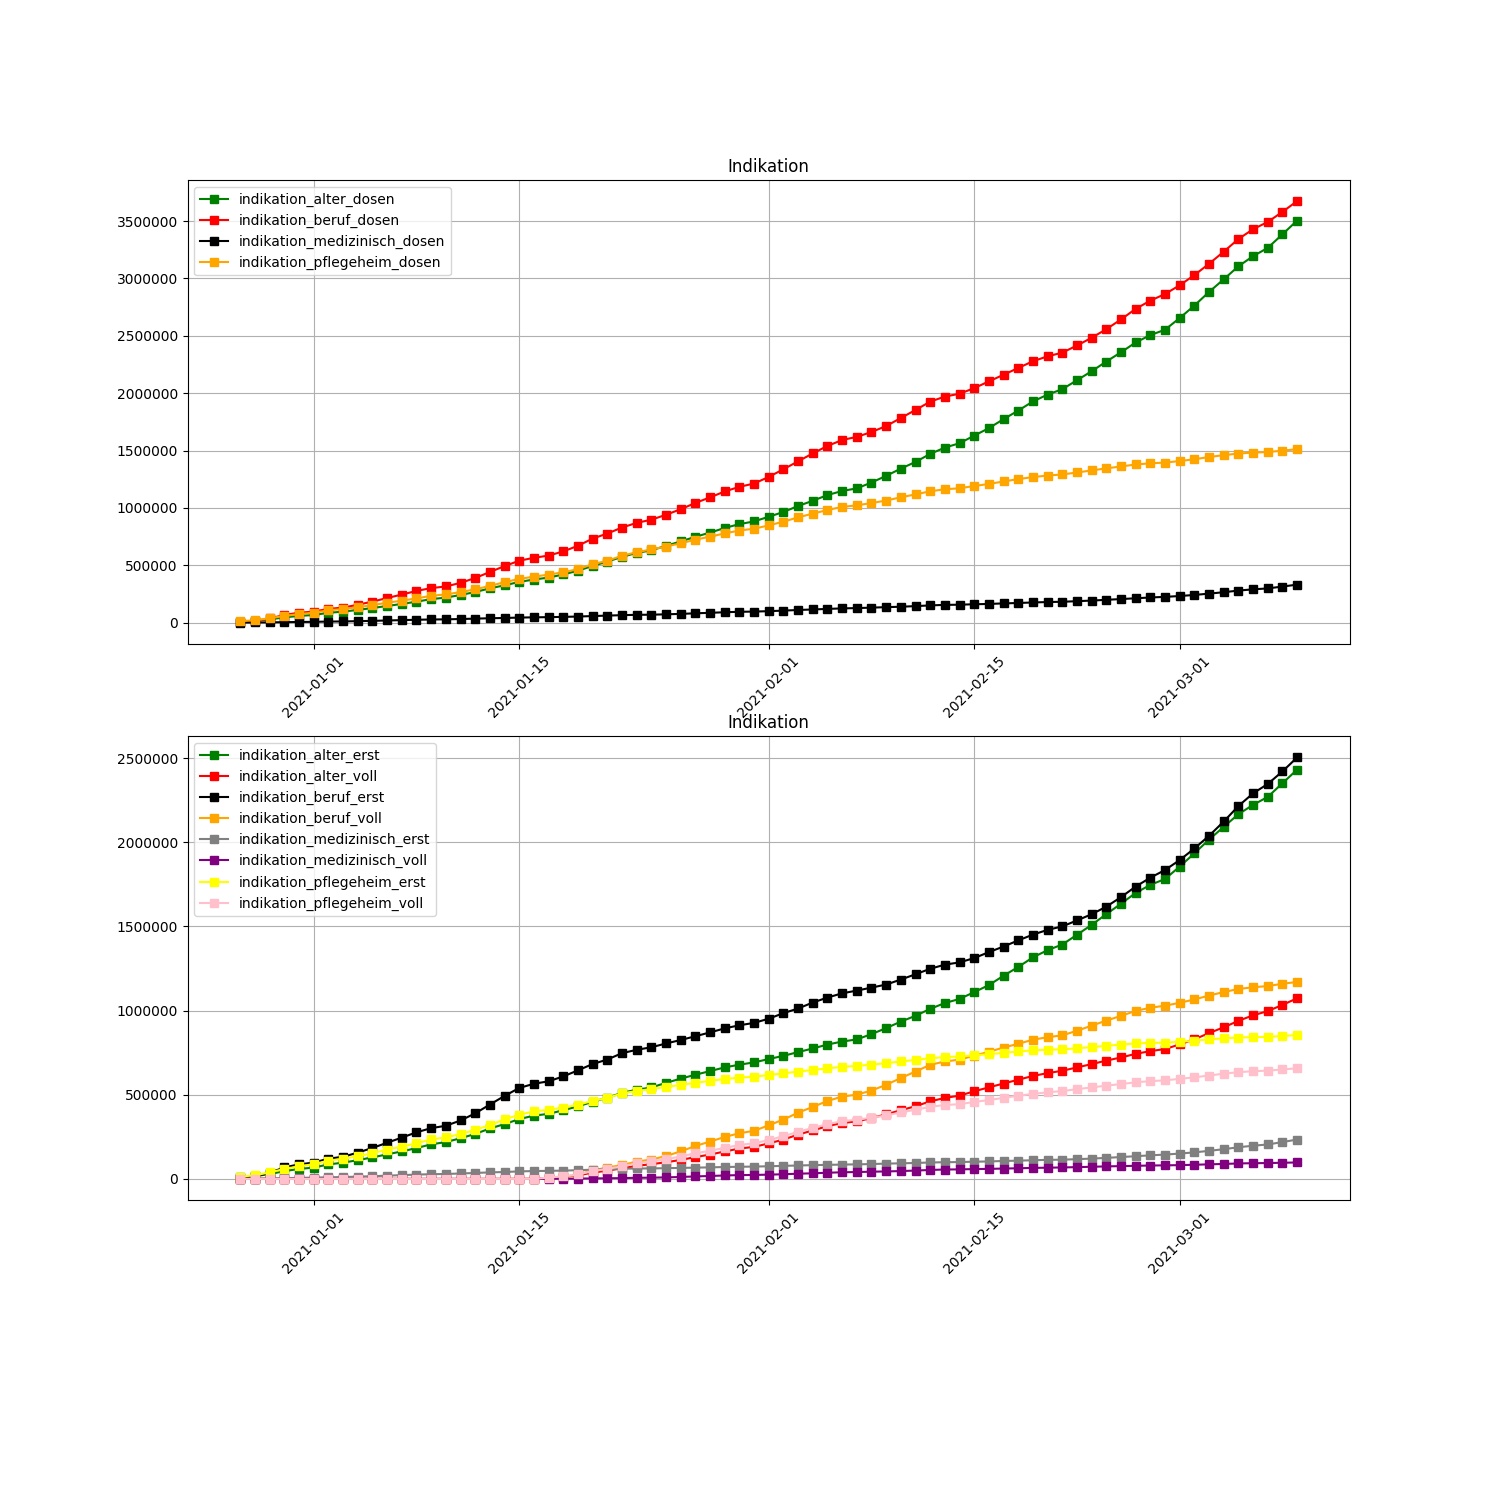 Indikation
indikation_alter_dosen
indikation_beruf_dosen
indikation_medizinisch_dosen
indikation_pflegeheim_dosen
3500000
3000000
2500000
2000000
1500000
1000000
500000
0
2021-01-01
2021-01-15
2021-02-01
2021-02-15
2021-03-01
Indikation
indikation_alter_erst
indikation_alter_voll
indikation_beruf_erst
indikation_beruf_voll
indikation_medizinisch_erst
indikation_medizinisch_voll
indikation_pflegeheim_erst
indikation_pflegeheim_voll
2500000
2000000
1500000
1000000
500000
0
2021-01-01
2021-01-15
2021-02-01
2021-02-15
2021-03-01